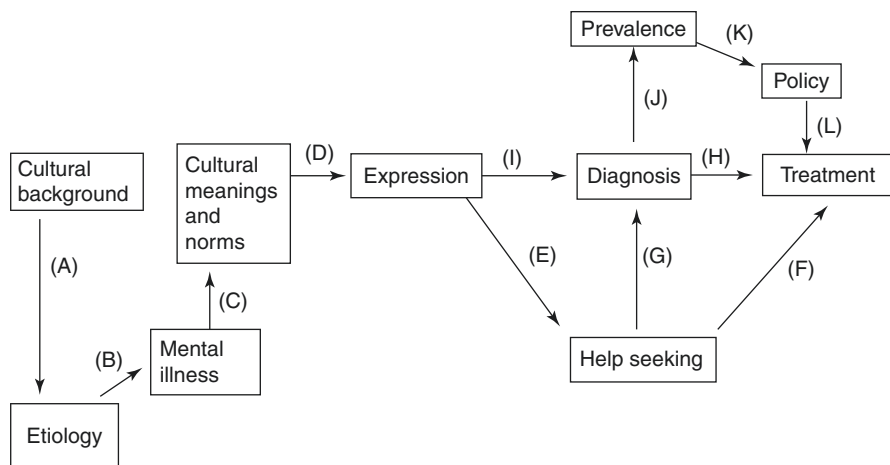 Prevalence
(K)
Policy
(J)
(L)
Cultural
background
Cultural
meanings
and
norms
(D)
Expression
(I)
Diagnosis
(H)
Treatment
(A)
(C)
(E)
(G)
(F)
(B)
Mental
illness
Help seeking
Etiology